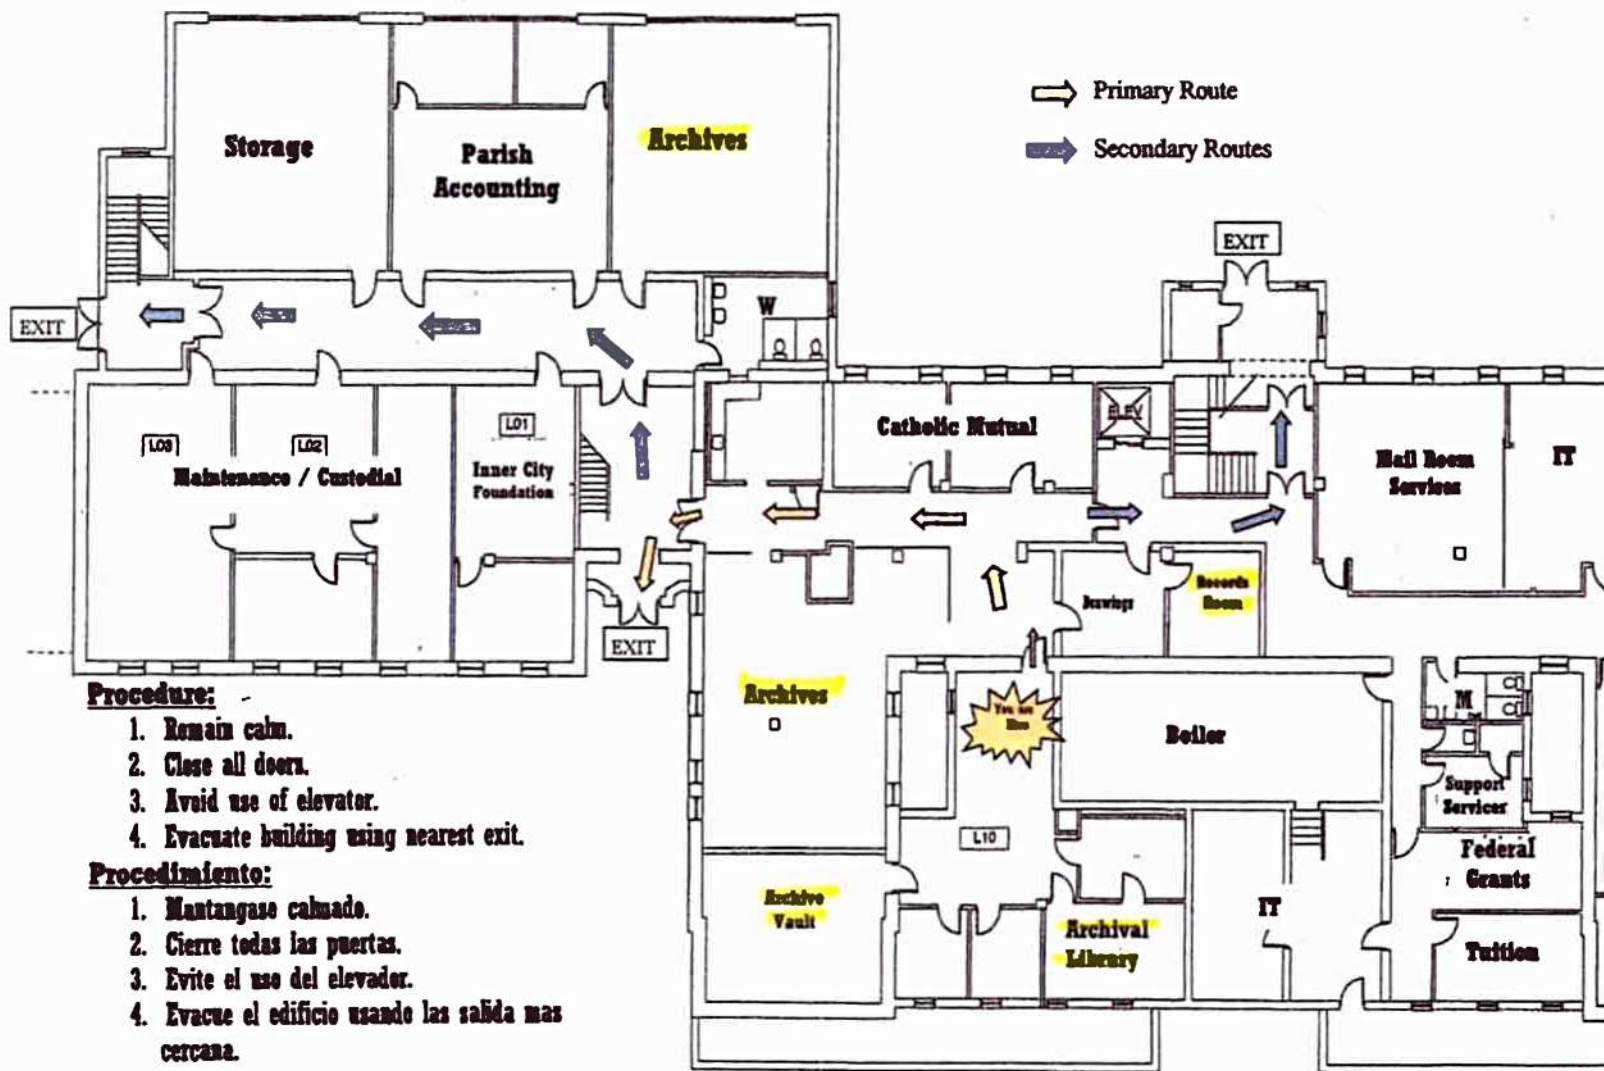 Primary Route
Secondary Routes
Storage
Parish
Accounting
Archives
EXIT
EXIT
W
ELEV
Catholic Mutual
Mail Room
Services
IT
L03
L02
L01
Maintenance / Custodial
Inner City
Foundation
EXIT
Drawings
Records
Room
Archives
You are
Here
Boiler
M
Support
Services
L10
Federal
Grants
IT
Archive
Vault
Archival
Library
Tuition
Procedure:
1. Remain calm.
2. Close all doors.
3. Avoid use of elevator.
4. Evacuate building using nearest exit.
Procedimiento:
1. Mantangase calmado.
2. Cierre todas las puertas.
3. Evite el uso del elevador.
4. Evacue el edificio usando las salida mas
cercana.